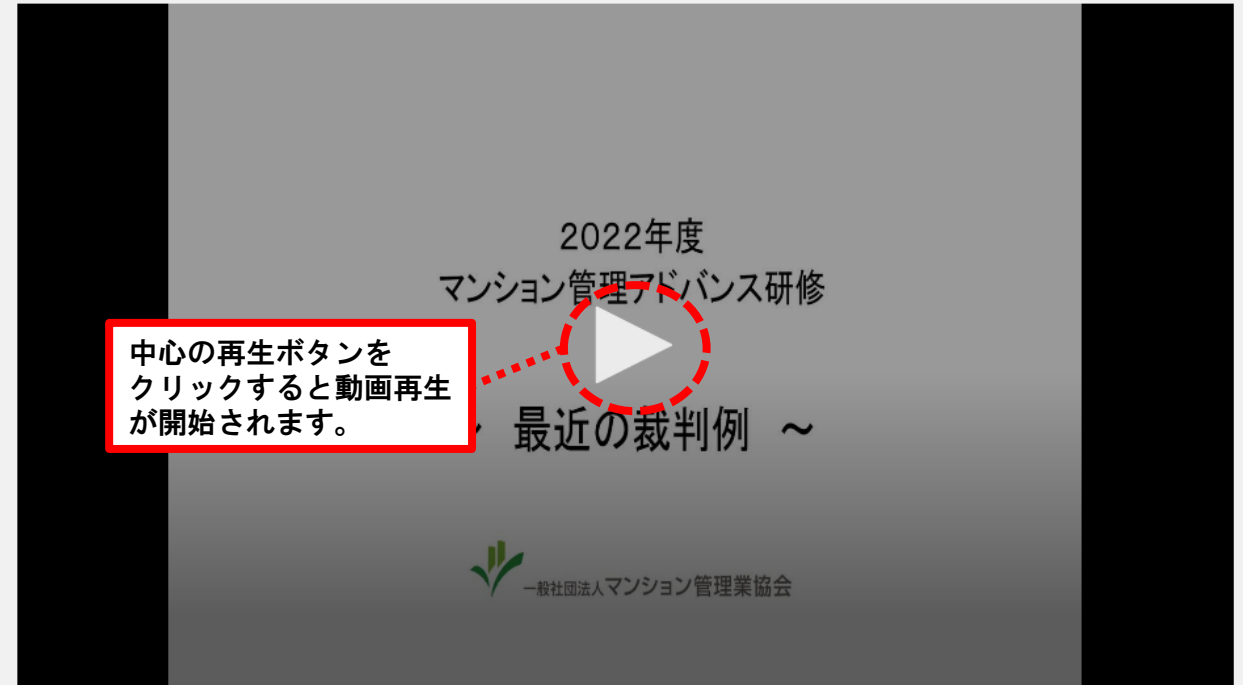 2022年度
マンション管理アドバンス研修
中心の再生ボタンを
クリックすると動画再生
が開始されます。
最近の裁判例 ～
一般社団法人マンション管理業協会